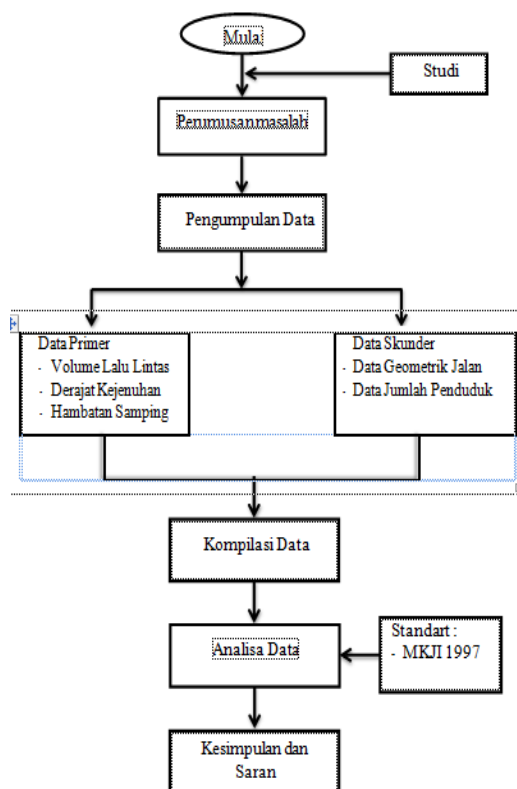 Mula
Studi
Perumusanmasalah
Pengumpulan Data
Data Primer
- Volume Lalu Lintas
- Derajat Kejenuhan
- Hambatan Samping
Data Skunder
- Data Geometrik Jalan
- Data Jumlah Penduduk
Kompilasi Data
Analisa Data
Standart :
- MKJI 1997
Kesimpulan dan
Saran